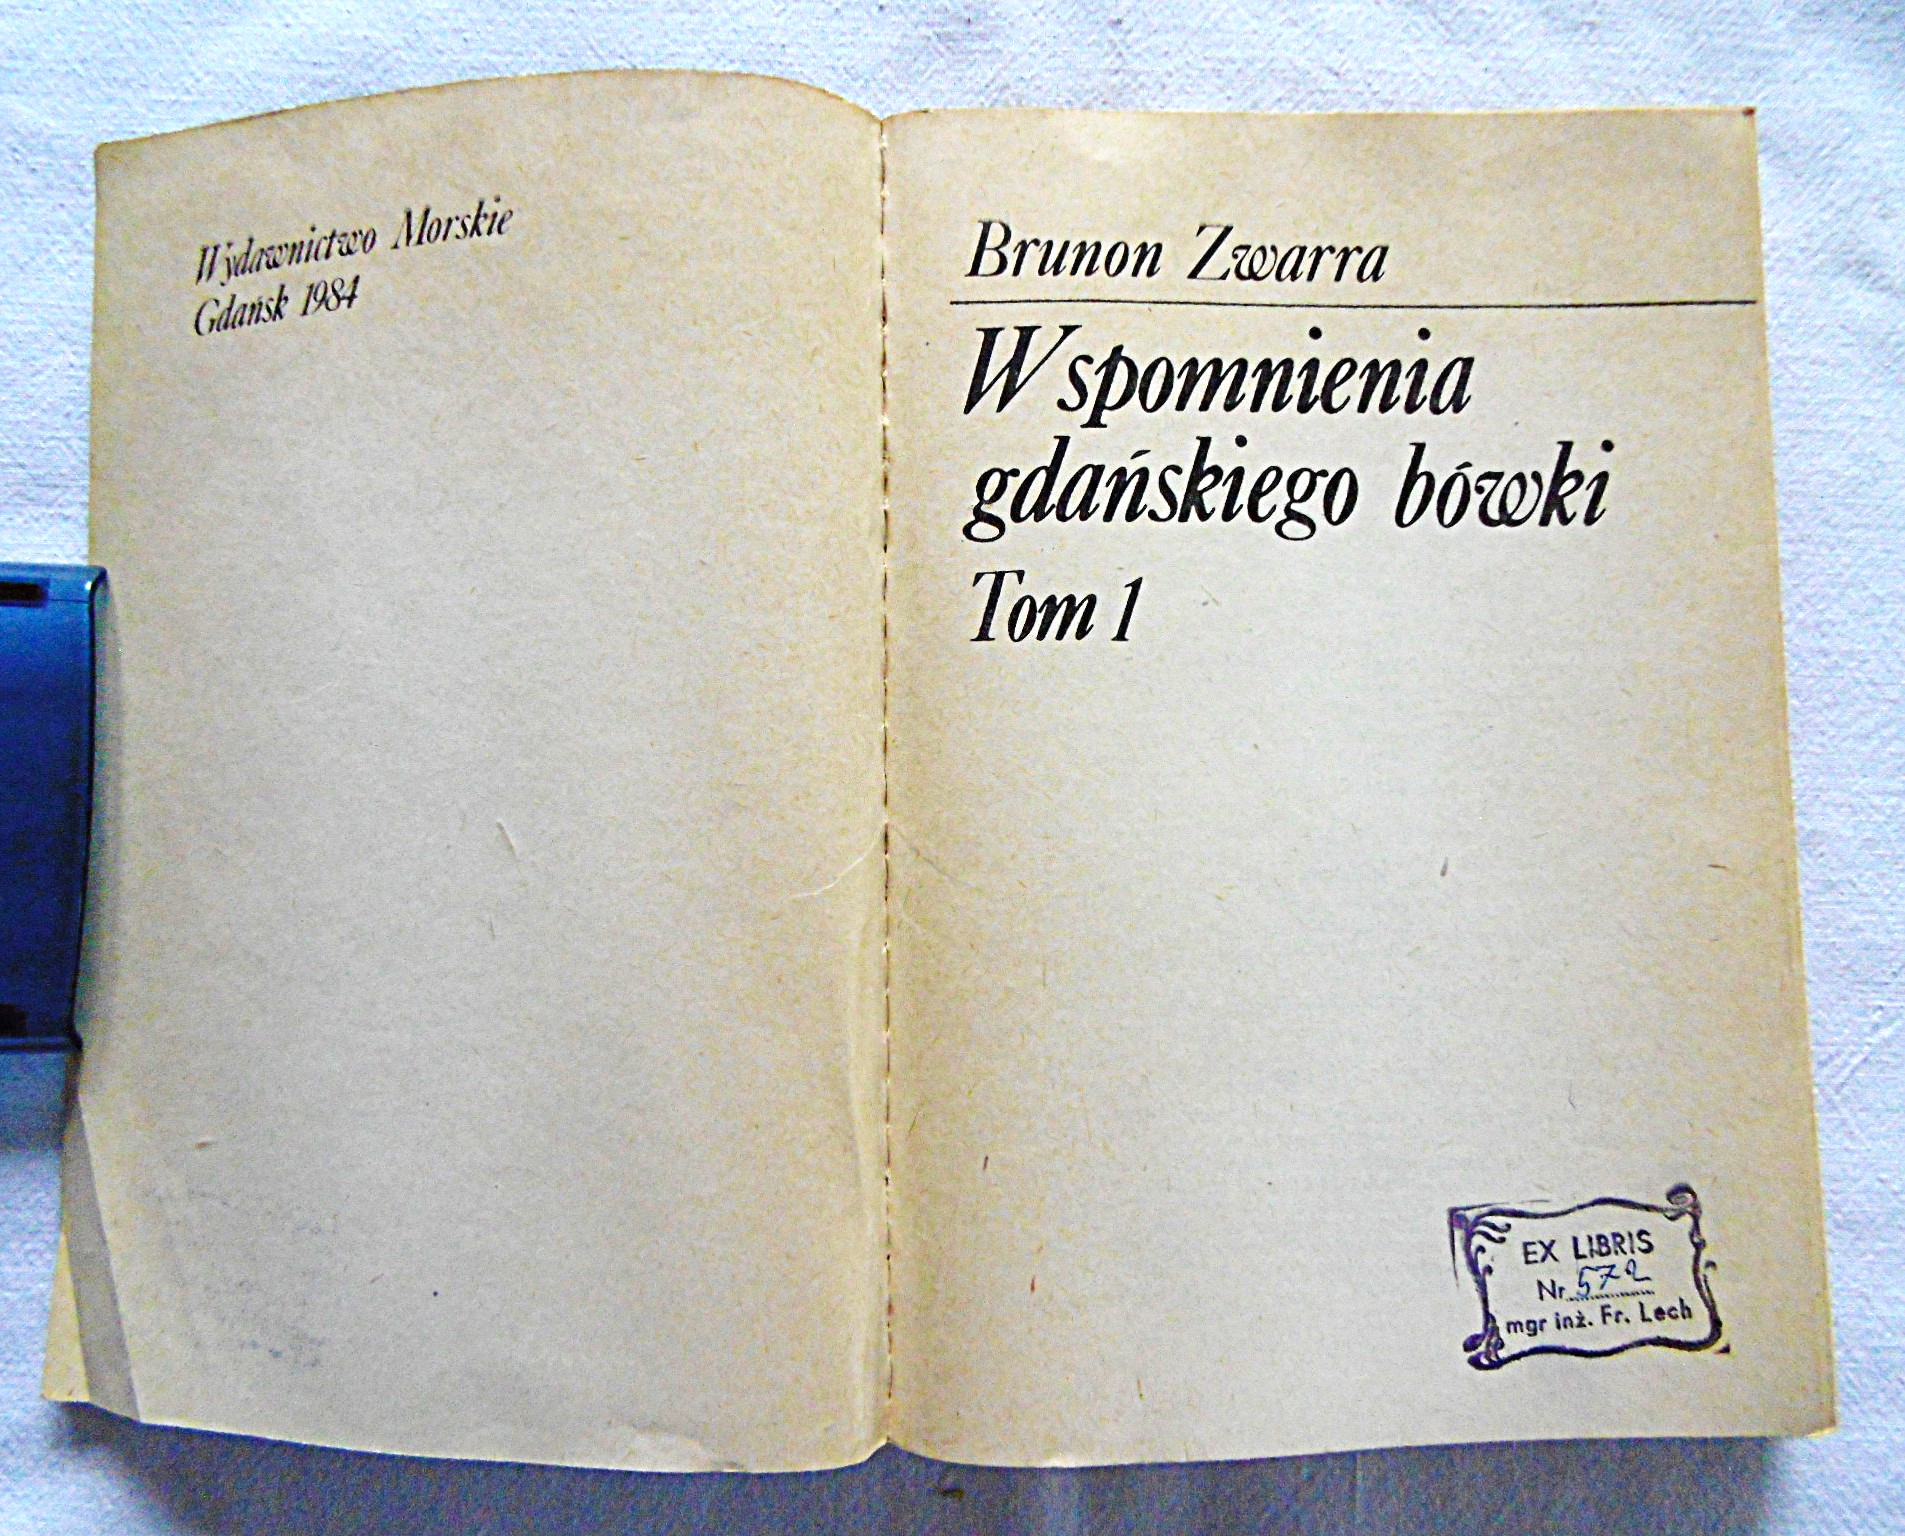 Wydawnictwo Morskie
Gdańsk 1984
Brunon Zwarra
Wspomnienia
gdańskiego bówki
Tom 1
EX LIBRIS
Nr 572
mgr inż. Fr. Lech